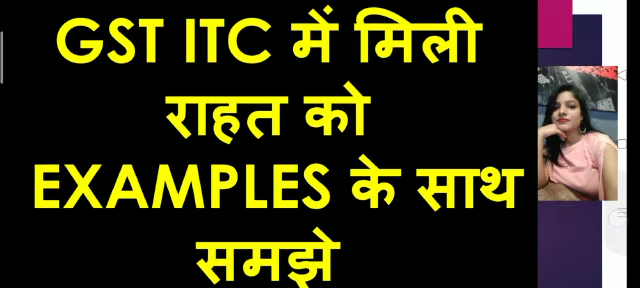 GST ITC में मिली
राहत को
EXAMPLES के साथ
समझे